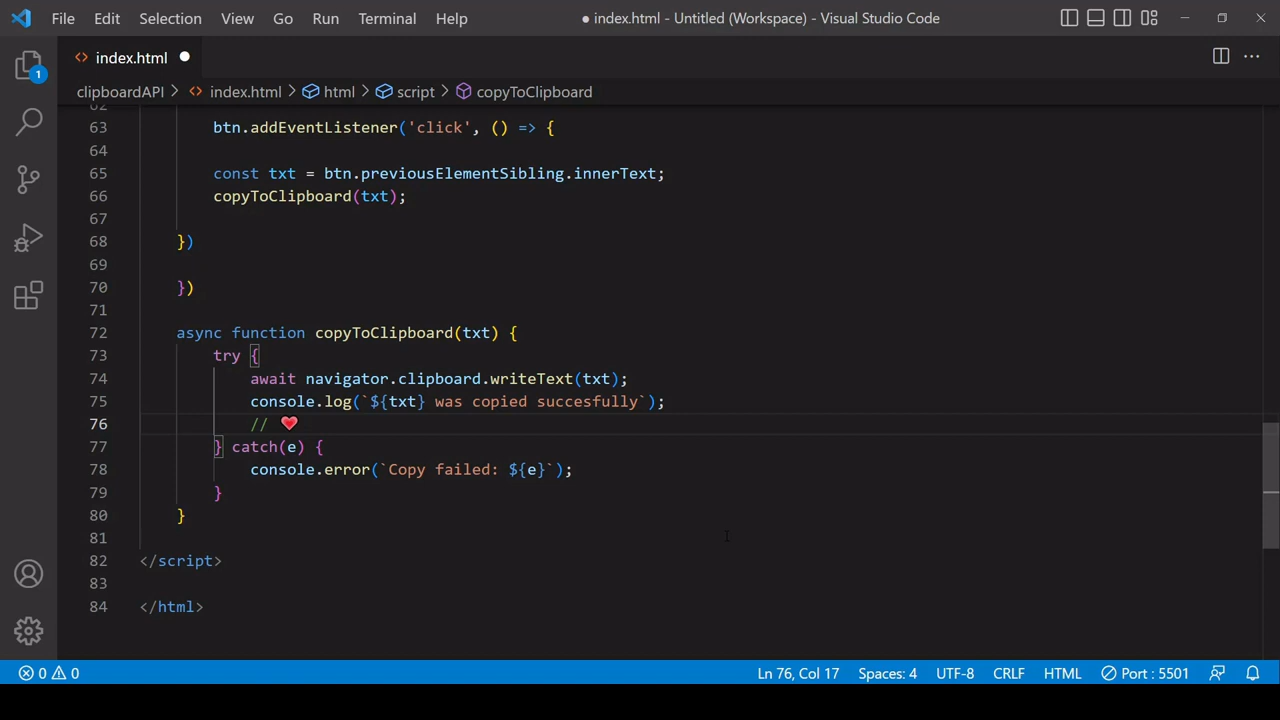 File Edit Selection View Go Run Terminal Help ● index.html - Untitled (Workspace) - Visual Studio Code
index.html
1
clipboardAPI > index.html > html > script > copyToClipboard
62
63 btn.addEventListener('click', () => {
64
65 const txt = btn.previousElementSibling.innerText;
66 copyToClipboard(txt);
67
68 })
69
70 })
71
72 async function copyToClipboard(txt) {
73 try {
74 await navigator.clipboard.writeText(txt);
75 console.log(`${txt} was copied succesfully`);
76 // ❤️
77 } catch(e) {
78 console.error(`Copy failed: ${e}`);
79 }
80 }
81
82 </script>
83
84 </html>
0 0 Ln 76, Col 17 Spaces: 4 UTF-8 CRLF HTML Port : 5501